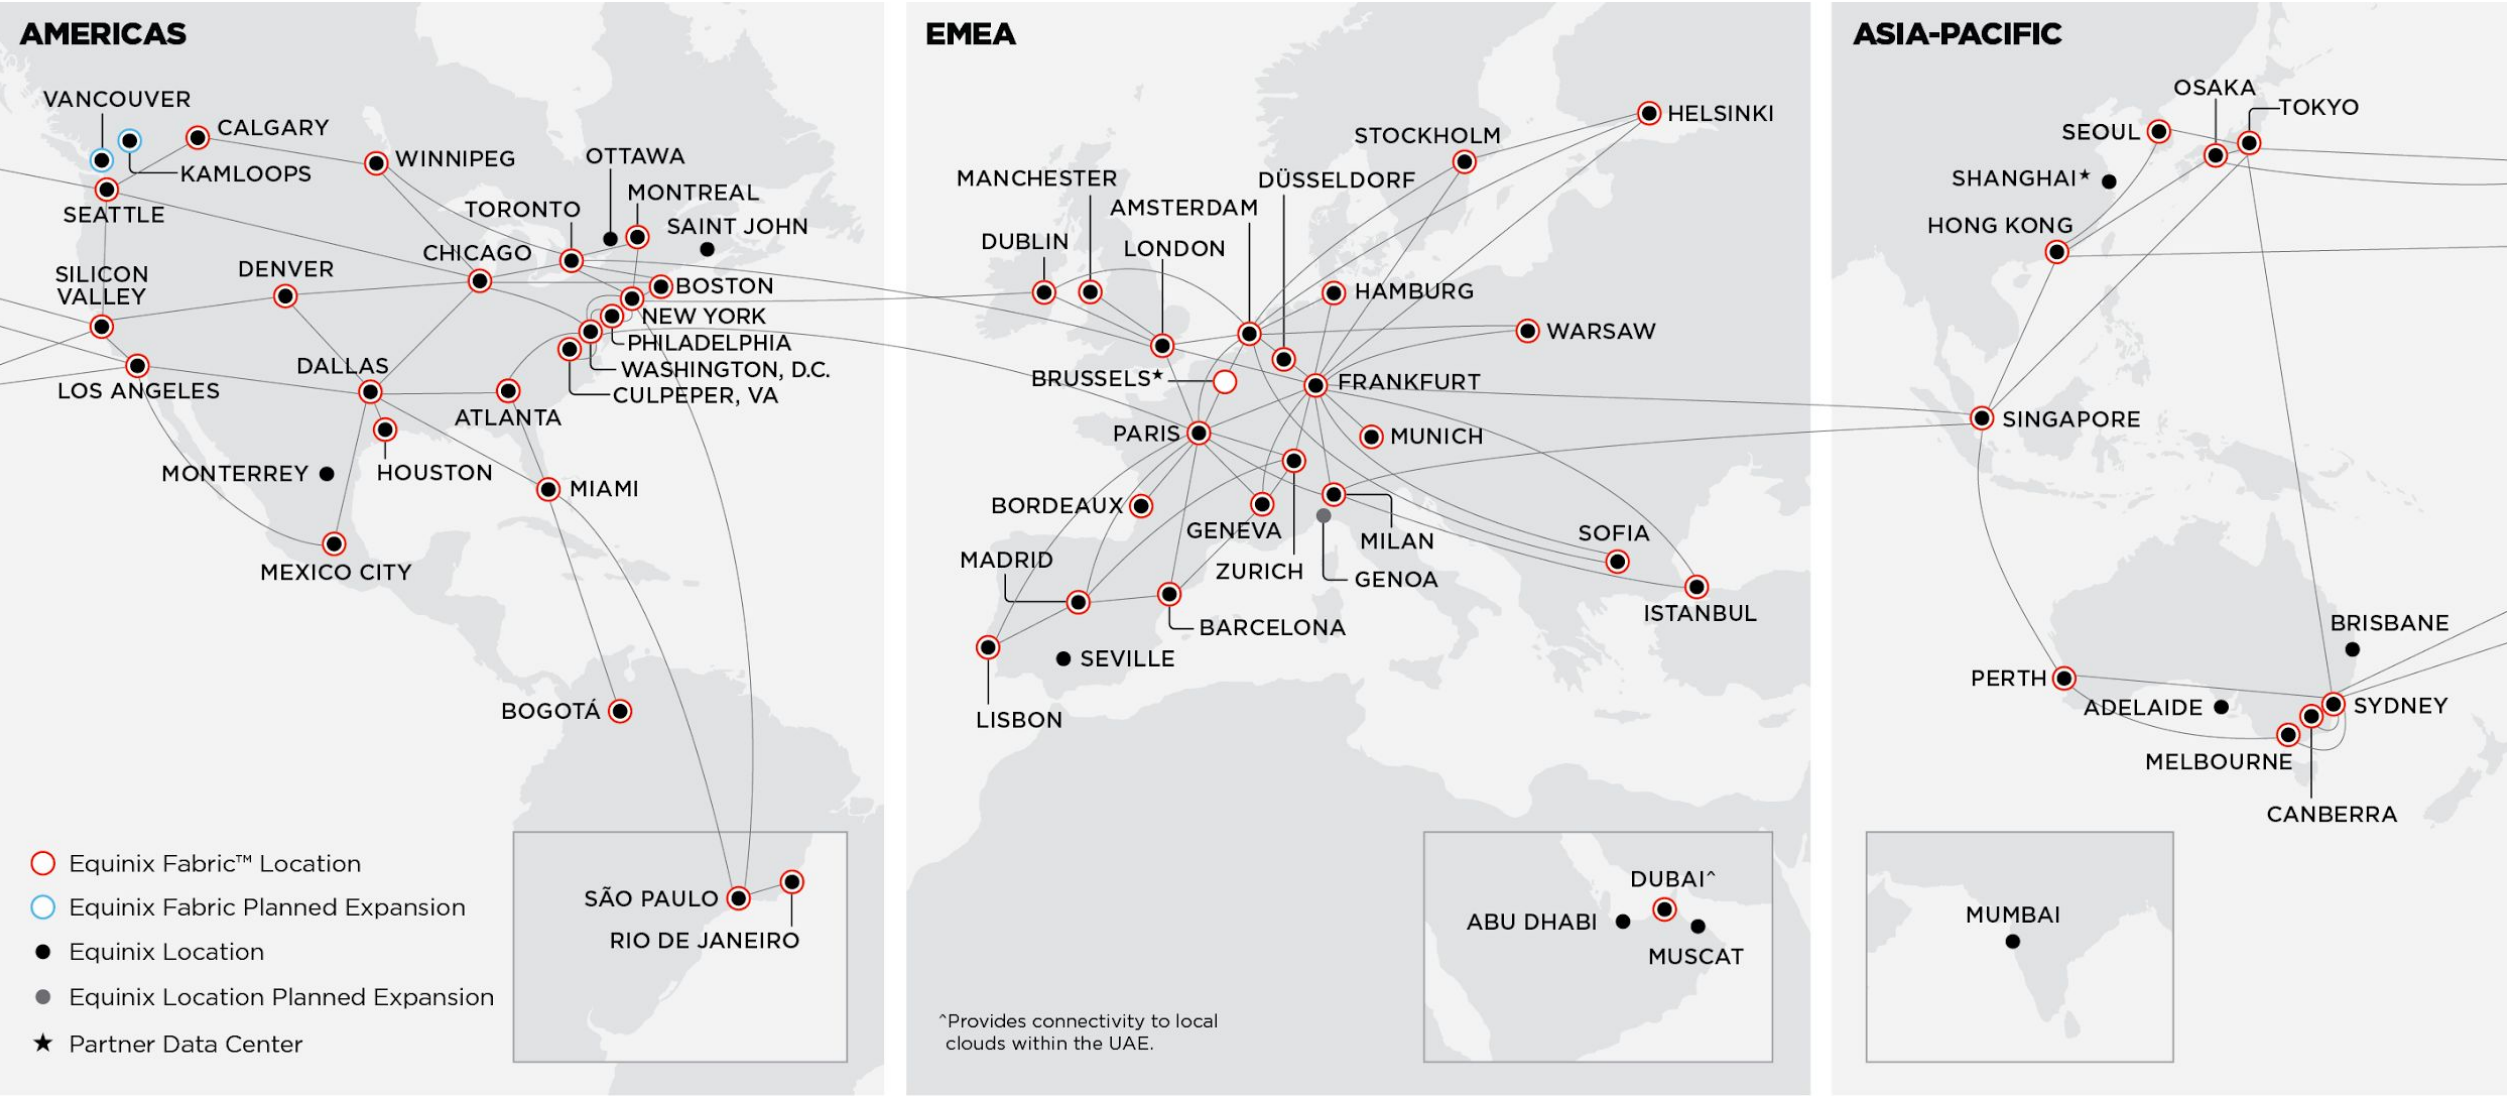 AMERICAS
VANCOUVER
CALGARY
KAMLOOPS
WINNIPEG
SEATTLE
OTTAWA
MONTREAL
TORONTO
SAINT JOHN
CHICAGO
SILICON
VALLEY
DENVER
BOSTON
NEW YORK
PHILADELPHIA
WASHINGTON, D.C.
CULPEPER, VA
DALLAS
LOS ANGELES
ATLANTA
MONTERREY
HOUSTON
MIAMI
MEXICO CITY
BOGOTÁ
SÃO PAULO
RIO DE JANEIRO
Equinix Fabric™ Location
Equinix Fabric Planned Expansion
Equinix Location
Equinix Location Planned Expansion
★ Partner Data Center
EMEA
HELSINKI
STOCKHOLM
MANCHESTER
DÜSSELDORF
AMSTERDAM
DUBLIN
LONDON
HAMBURG
WARSAW
BRUSSELS★
FRANKFURT
PARIS
MUNICH
BORDEAUX
GENEVA
MILAN
SOFIA
MADRID
ZURICH
GENOA
ISTANBUL
BARCELONA
SEVILLE
LISBON
DUBAI^
ABU DHABI
MUSCAT
^Provides connectivity to local
clouds within the UAE.
ASIA-PACIFIC
OSAKA
TOKYO
SEOUL
SHANGHAI★
HONG KONG
SINGAPORE
BRISBANE
PERTH
ADELAIDE
SYDNEY
MELBOURNE
CANBERRA
MUMBAI